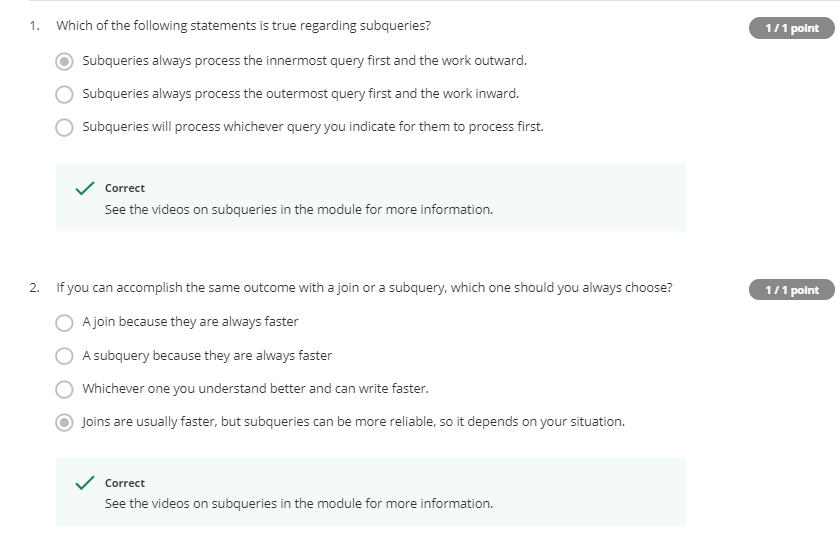 1. Which of the following statements is true regarding subqueries?
1 / 1 point
Subqueries always process the innermost query first and the work outward.
Subqueries always process the outermost query first and the work inward.
Subqueries will process whichever query you indicate for them to process first.
Correct
See the videos on subqueries in the module for more information.
2. If you can accomplish the same outcome with a join or a subquery, which one should you always choose?
1 / 1 point
A join because they are always faster
A subquery because they are always faster
Whichever one you understand better and can write faster.
Joins are usually faster, but subqueries can be more reliable, so it depends on your situation.
Correct
See the videos on subqueries in the module for more information.